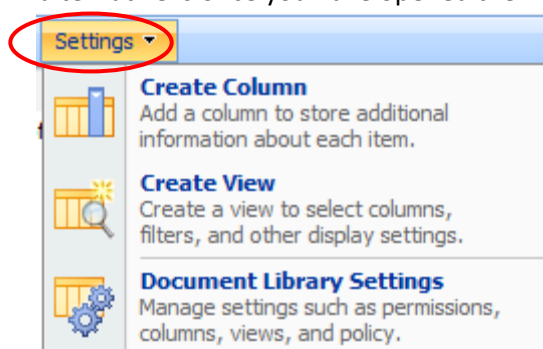 Settings
Create Column
Add a column to store additional
information about each item.
Create View
Create a view to select columns,
filters, and other display settings.
Document Library Settings
Manage settings such as permissions,
columns, views, and policy.